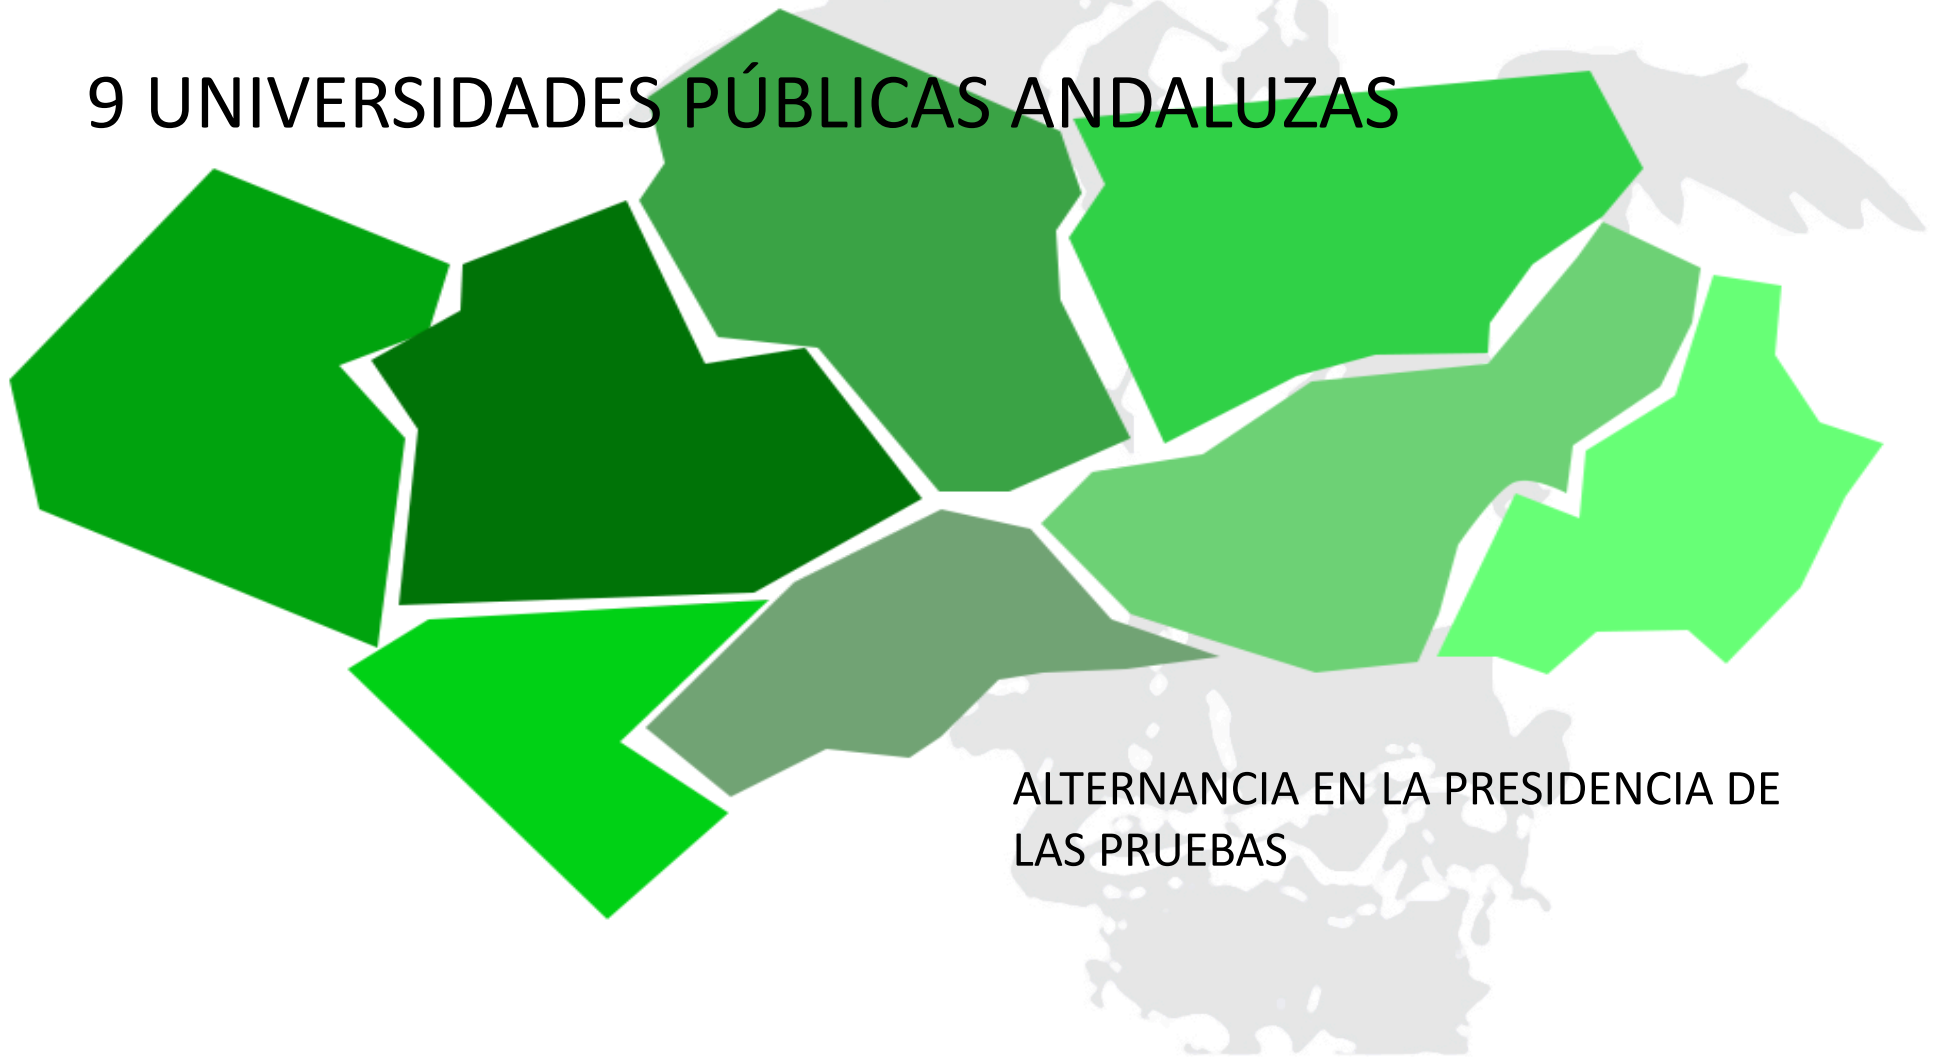 9 UNIVERSIDADES PÚBLICAS ANDALUZAS
ALTERNANCIA EN LA PRESIDENCIA DE
LAS PRUEBAS